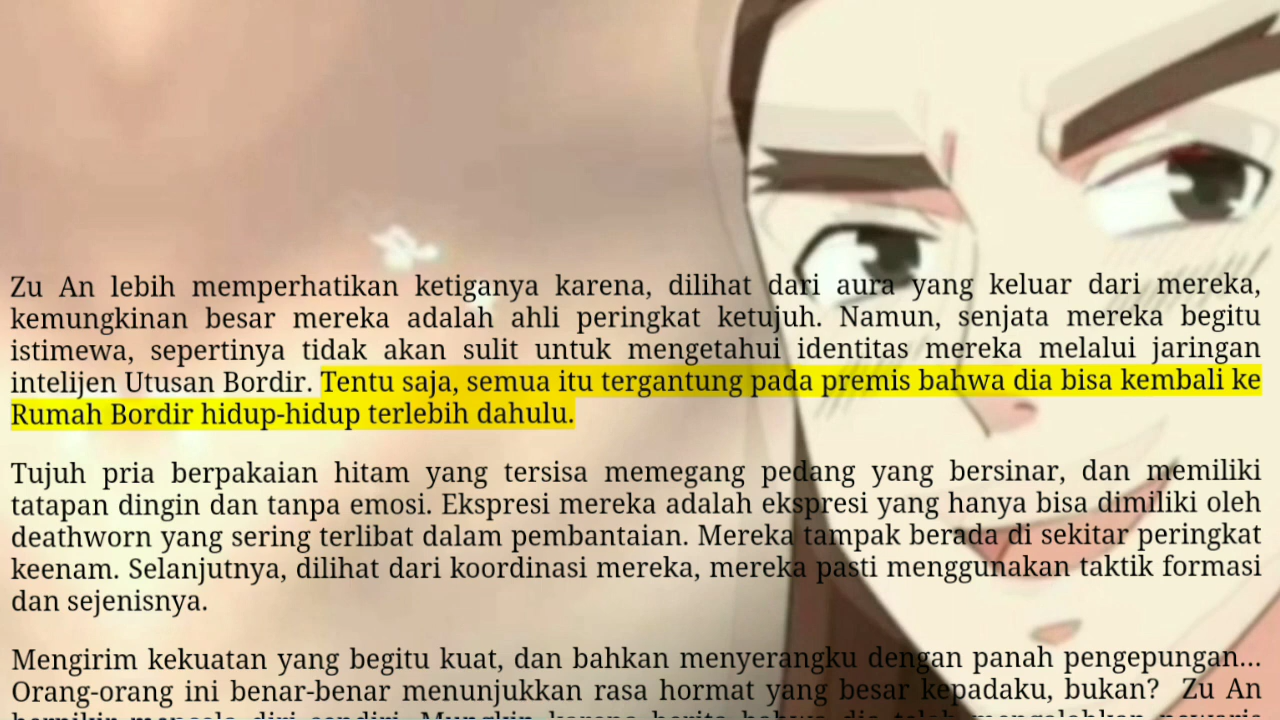 Zu An lebih memperhatikan ketiganya karena, dilihat dari aura yang keluar dari mereka,
kemungkinan besar mereka adalah ahli peringkat ketujuh. Namun, senjata mereka begitu
istimewa, sepertinya tidak akan sulit untuk mengetahui identitas mereka melalui jaringan
intelijen Utusan Bordir. Tentu saja, semua itu tergantung pada premis bahwa dia bisa kembali ke
Rumah Bordir hidup-hidup terlebih dahulu.
Tujuh pria berpakaian hitam yang tersisa memegang pedang yang bersinar, dan memiliki
tatapan dingin dan tanpa emosi. Ekspresi mereka adalah ekspresi yang hanya bisa dimiliki oleh
deathworn yang sering terlibat dalam pembantaian. Mereka tampak berada di sekitar peringkat
keenam. Selanjutnya, dilihat dari koordinasi mereka, mereka pasti menggunakan taktik formasi
dan sejenisnya.
Mengirim kekuatan yang begitu kuat, dan bahkan menyerangku dengan panah pengepungan...
Orang-orang ini benar-benar menunjukkan rasa hormat yang besar kepadaku, bukan? Zu An